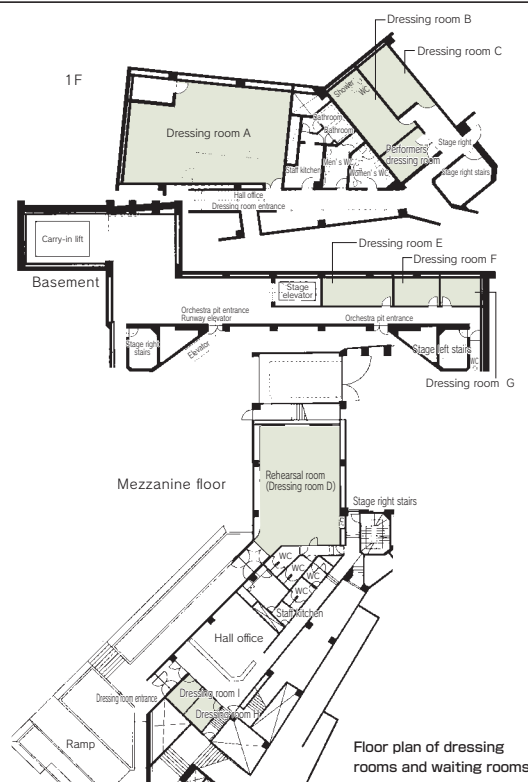 Dressing room B
Dressing room C
1F
Dressing room A
Shower
WC
Bathroom
Bathroom
Performers'
dressing room
Stage right
Stage right stairs
Staff kitchen
Men's WC
Women's WC
Hall office
Dressing room entrance
Carry-in lift
Basement
Dressing room E
Dressing room F
Stage
elevator
Orchestra pit entrance
Runway elevator
Orchestra pit entrance
Stage right
stairs
Elevator
Stage left stairs
WC
Dressing room G
Mezzanine floor
Rehearsal room
(Dressing room D)
Stage right stairs
WC
WC
WC
WC
Staff kitchen
Hall office
Dressing room entrance
Dressing room I
Dressing room H
Ramp
Floor plan of dressing
rooms and waiting rooms